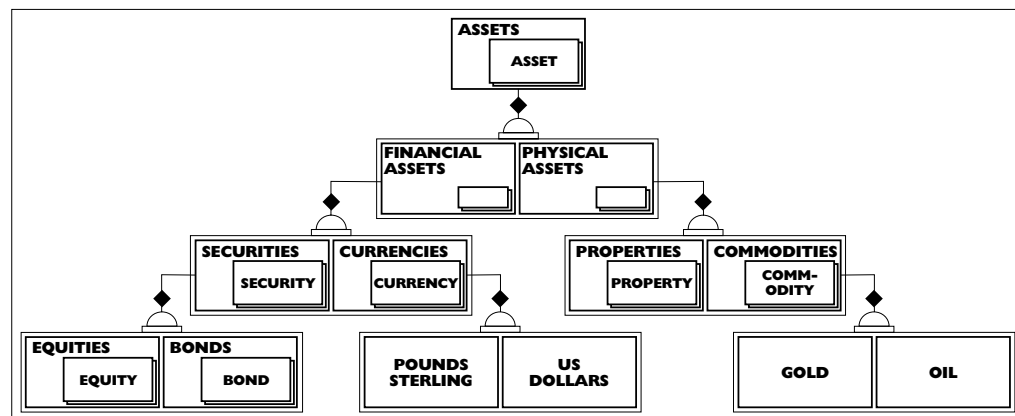 ASSETS
ASSET
FINANCIAL
ASSETS
PHYSICAL
ASSETS
SECURITIES
SECURITY
CURRENCIES
CURRENCY
PROPERTIES
PROPERTY
COMMODITIES
COMM-
ODITY
EQUITIES
EQUITY
BONDS
BOND
POUNDS
STERLING
US
DOLLARS
GOLD
OIL